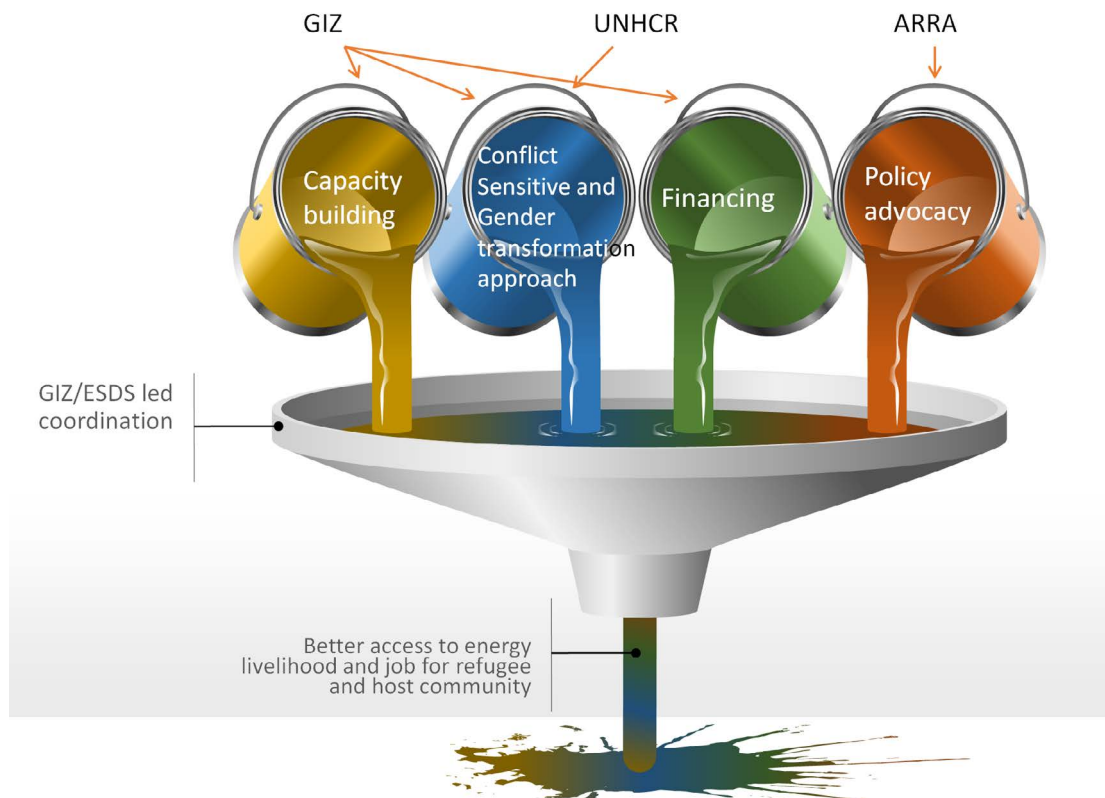 GIZ
UNHCR
ARRA
Capacity
building
Conflict
Sensitive and
Gender
transformation
approach
Financing
Policy
advocacy
GIZ/ESDS led
coordination
Better access to energy
livelihood and job for refugee
and host community